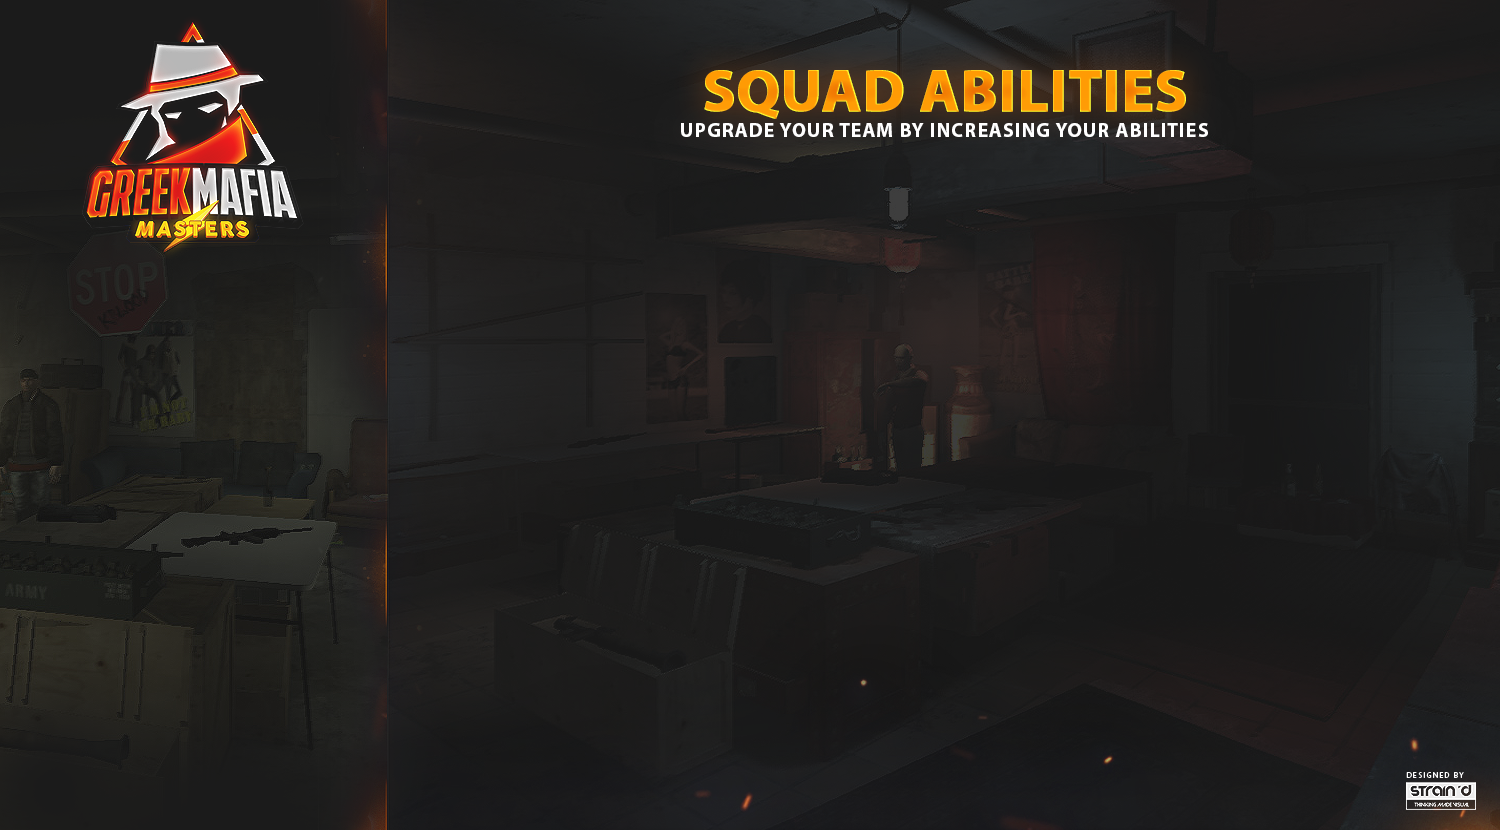 GREEKMAFIA
MASTERS
SQUAD ABILITIES
UPGRADE YOUR TEAM BY INCREASING YOUR ABILITIES
STOP
ARMY
DESIGNED BY
strain'd
THINKING MADE VISUAL